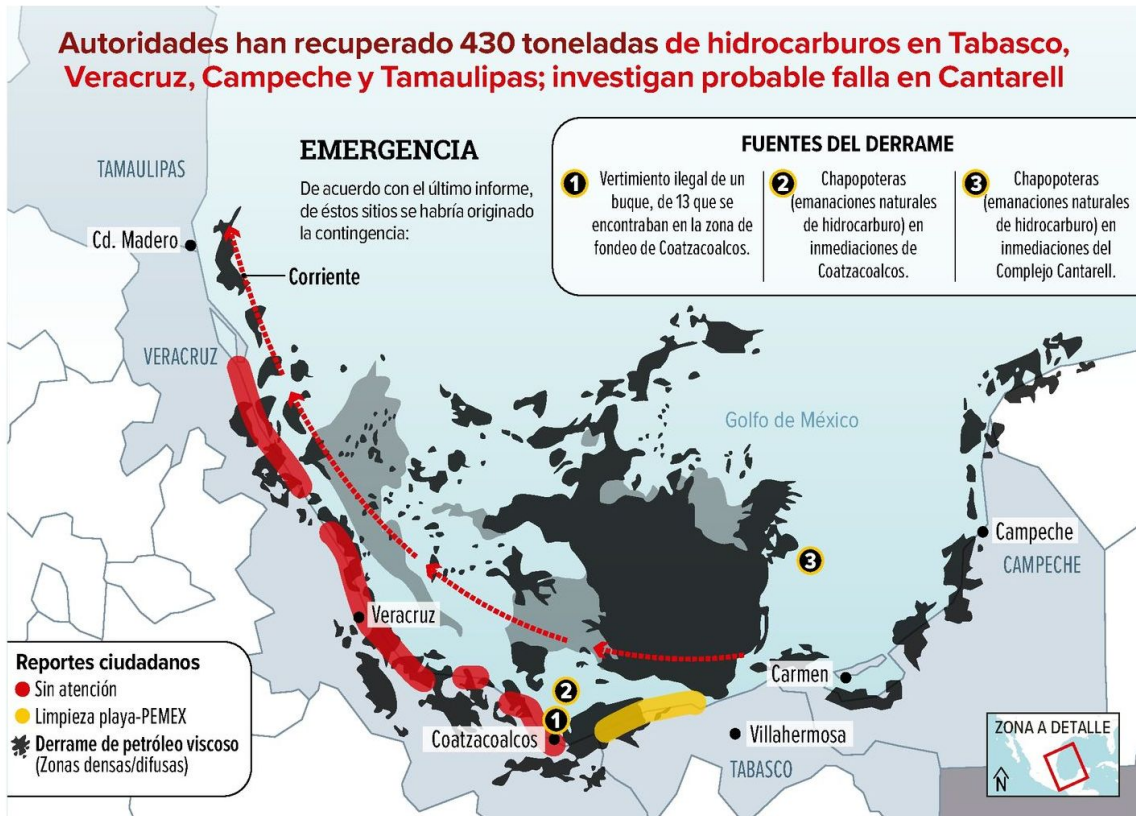 Autoridades han recuperado 430 toneladas de hidrocarburos en Tabasco,
Veracruz, Campeche y Tamaulipas; investigan probable falla en Cantarell
EMERGENCIA
De acuerdo con el último informe,
de éstos sitios se habría originado
la contingencia:
FUENTES DEL DERRAME
1
Vertimiento ilegal de un
buque, de 13 que se
encontraban en la zona de
fondeo de Coatzacoalcos.
2
Chapopoteras
(emanaciones naturales
de hidrocarburo) en
inmediaciones de
Coatzacoalcos.
3
Chapopoteras
(emanaciones naturales
de hidrocarburo) en
inmediaciones del
Complejo Cantarell.
TAMAULIPAS
Cd. Madero
Corriente
VERACRUZ
Golfo de México
Campeche
CAMPECHE
3
Veracruz
Carmen
2
1
Coatzacoalcos
Villahermosa
TABASCO
Reportes ciudadanos
Sin atención
Limpieza playa-PEMEX
Derrame de petróleo viscoso
(Zonas densas/difusas)
ZONA A DETALLE
N